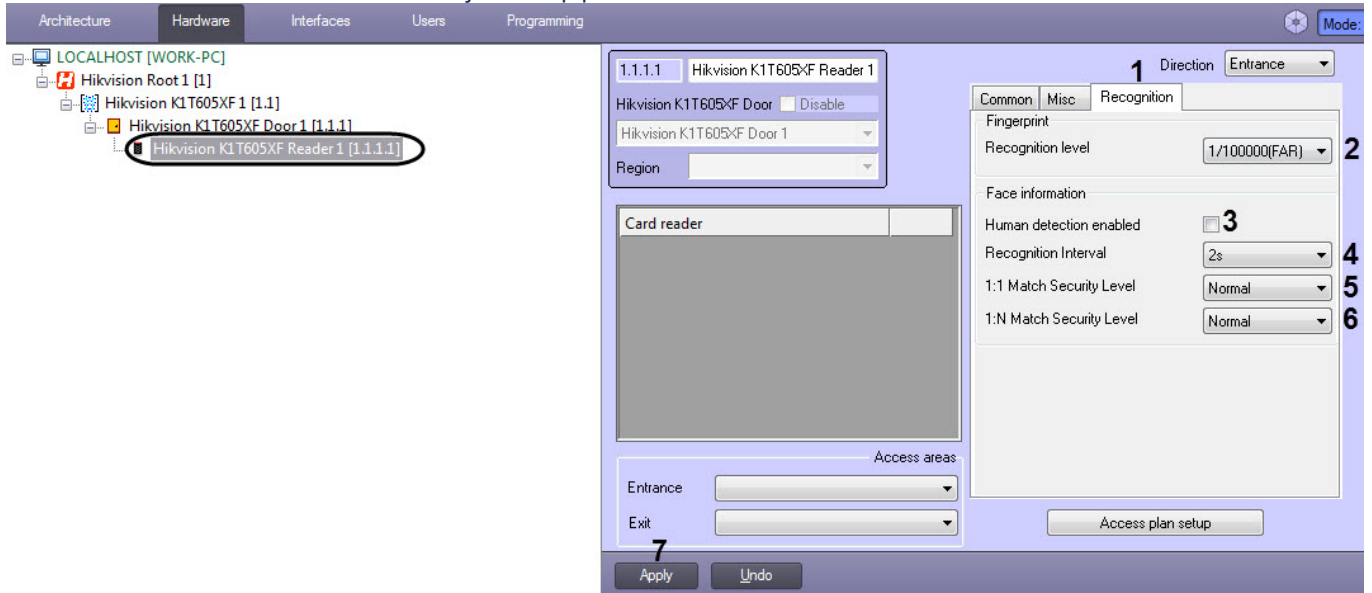 Architecture Hardware Interfaces Users Programming Mode:
LOCALHOST [WORK-PC]
Hikvision Root 1 [1]
Hikvision K1T605XF 1 [1.1]
Hikvision K1T605XF Door 1 [1.1.1]
Hikvision K1T605XF Reader 1 [1.1.1.1]
1.1.1.1 Hikvision K1T605XF Reader 1
Hikvision K1T605XF Door Disable
Hikvision K1T605XF Door 1
Region
Card reader
Access areas
Entrance
Exit
7
Apply Undo
1 Direction Entrance
Common Misc Recognition
Fingerprint
Recognition level 1/100000(FAR) 2
Face information
Human detection enabled 3
Recognition Interval 2s 4
1:1 Match Security Level Normal 5
1:N Match Security Level Normal 6
Access plan setup